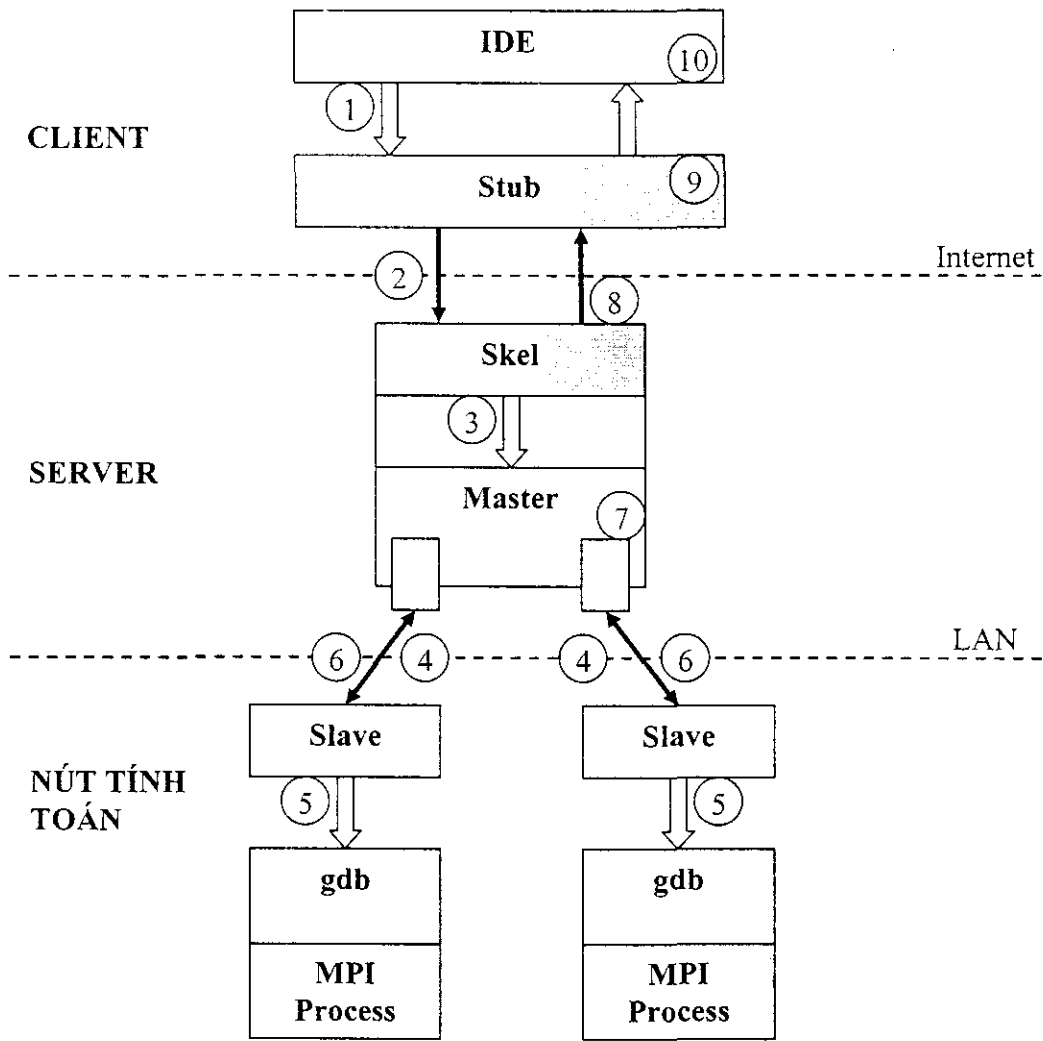 IDE
10
1
CLIENT
Stub
9
Internet
2
8
Skel
3
SERVER
Master
7
LAN
6
4
4
6
Slave
Slave
NÚT TÍNH
TOÁN
5
5
gdb
gdb
MPI
Process
MPI
Process